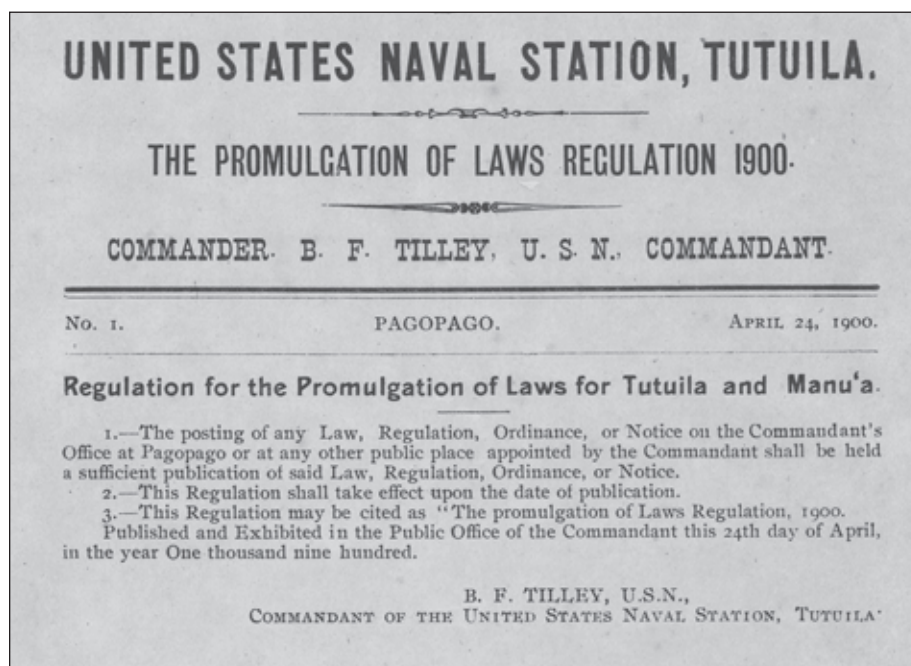 UNITED STATES NAVAL STATION, TUTUILA.
THE PROMULGATION OF LAWS REGULATION 1900.
COMMANDER. B. F. TILLEY, U. S. N., COMMANDANT.
No. 1. PAGOPAGO. APRIL 24, 1900.
Regulation for the Promulgation of Laws for Tutuila and Manu‘a.
1.—The posting of any Law, Regulation, Ordinance, or Notice on the Commandant's
Office at Pagopago or at any other public place appointed by the Commandant shall be held
a sufficient publication of said Law, Regulation, Ordinance, or Notice.
2.—This Regulation shall take effect upon the date of publication.
3.—This Regulation may be cited as "The promulgation of Laws Regulation, 1900.
Published and Exhibited in the Public Office of the Commandant this 24th day of April,
in the year One thousand nine hundred.
B. F. TILLEY, U.S.N.,
COMMANDANT OF THE UNITED STATES NAVAL STATION, TUTUILA.